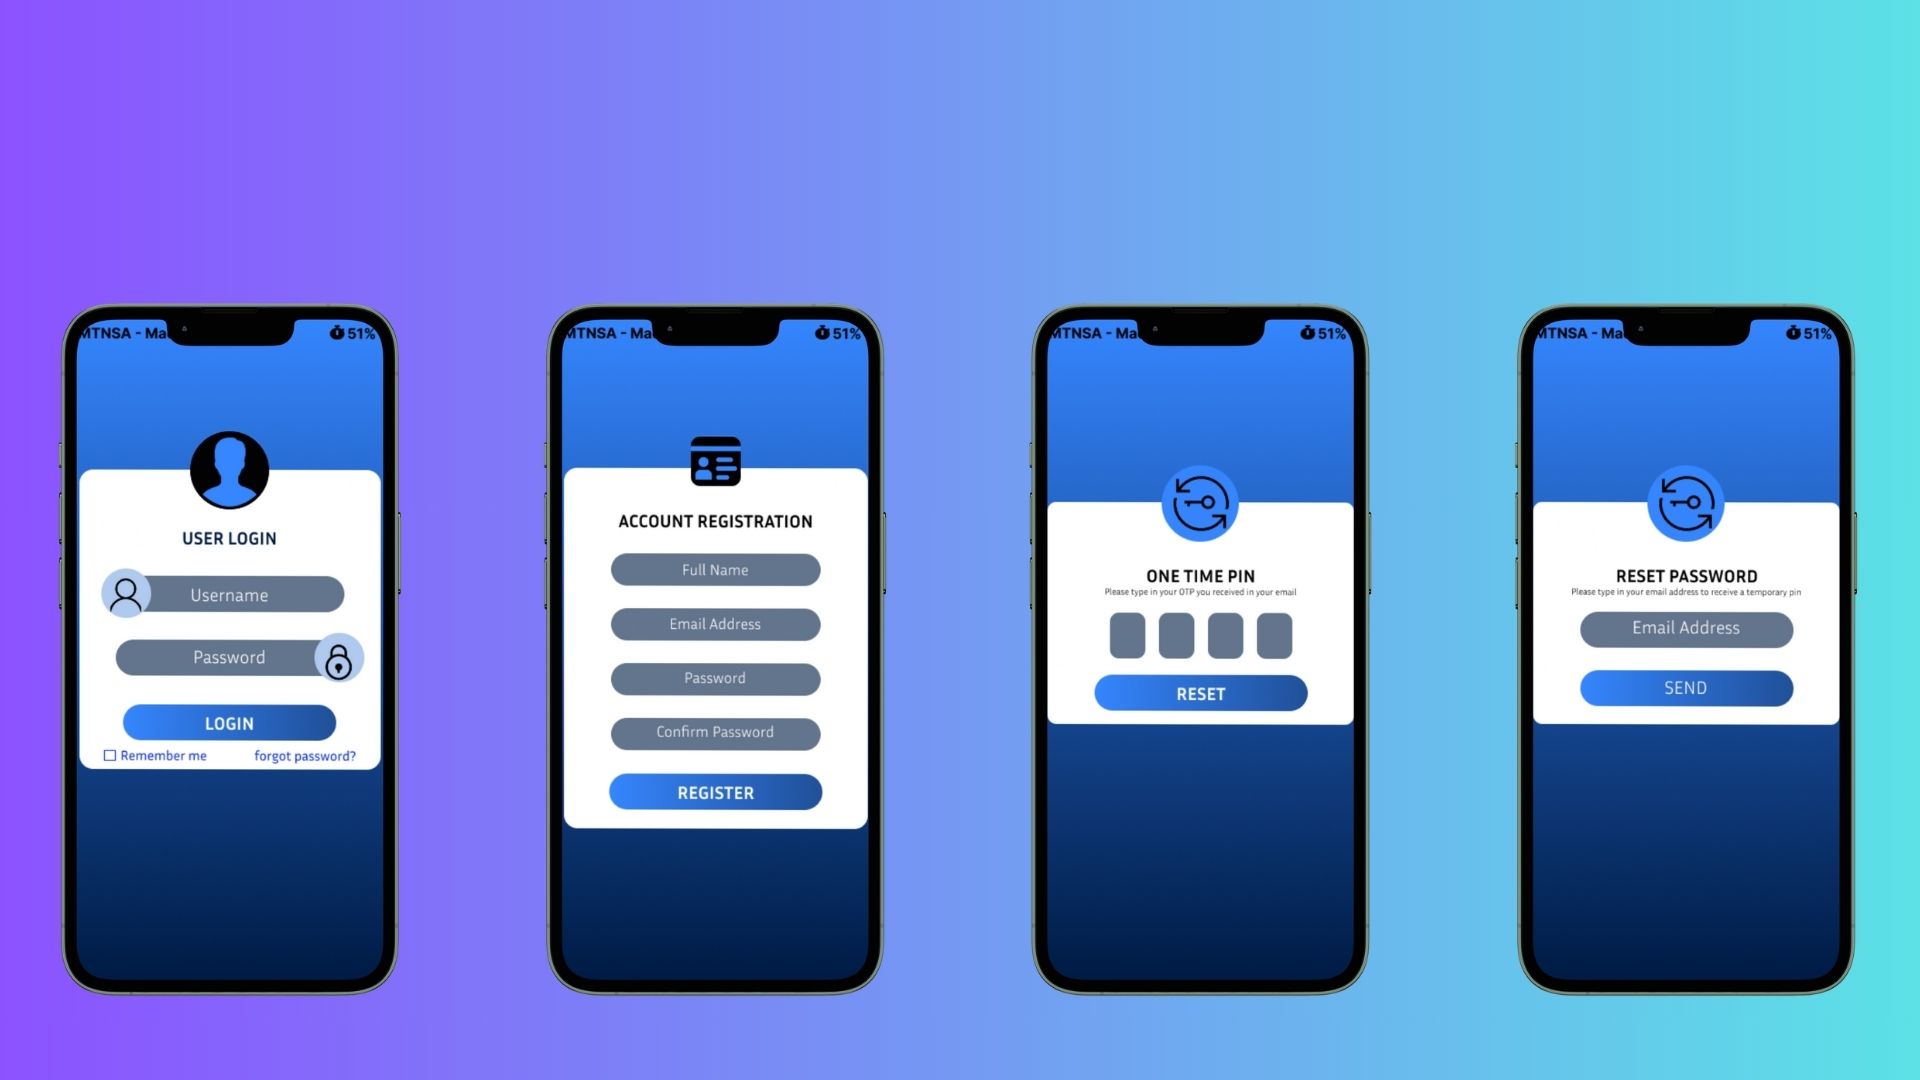 MTNSA - Ma
51%
USER LOGIN
Username
Password
LOGIN
Remember me
forgot password?
MTNSA - Ma
51%
ACCOUNT REGISTRATION
Full Name
Email Address
Password
Confirm Password
REGISTER
MTNSA - Ma
51%
ONE TIME PIN
Please type in your OTP you received in your email
RESET
MTNSA - Ma
51%
RESET PASSWORD
Please type in your email address to receive a temporary pin
Email Address
SEND